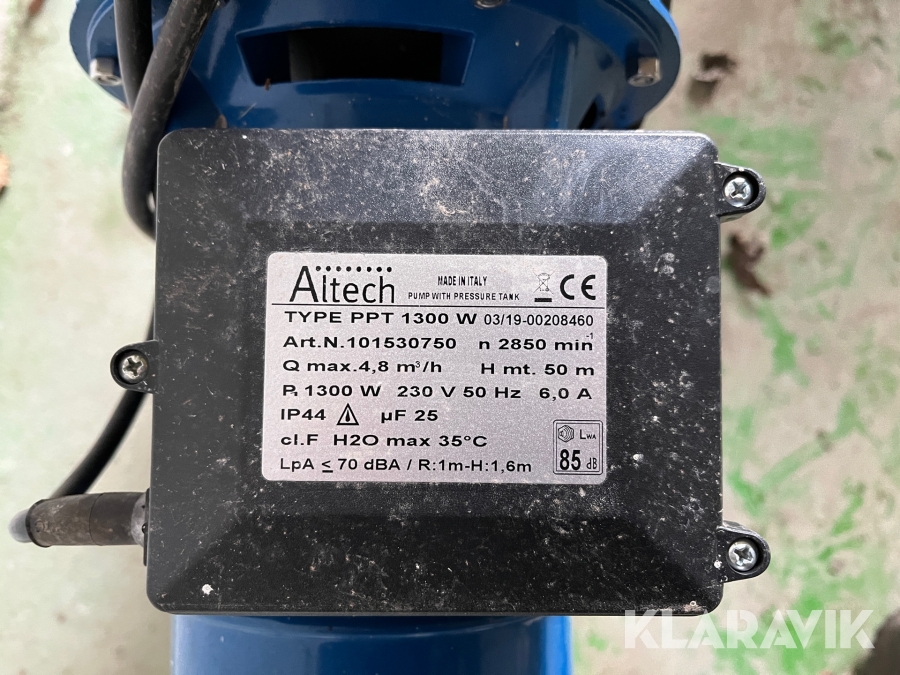 Altech
MADE IN ITALY
PUMP WITH PRESSURE TANK
CE
TYPE PPT 1300 W 03/19-00208460
Art.N.101530750 n 2850 min-1
Q max.4,8 m³/h H mt. 50 m
P. 1300 W 230 V 50 Hz 6,0 A
IP44 µF 25
cl.F H2O max 35°C
LWA
85 dB
LpA ≤ 70 dBA / R:1m-H:1,6m
KLARAVIK